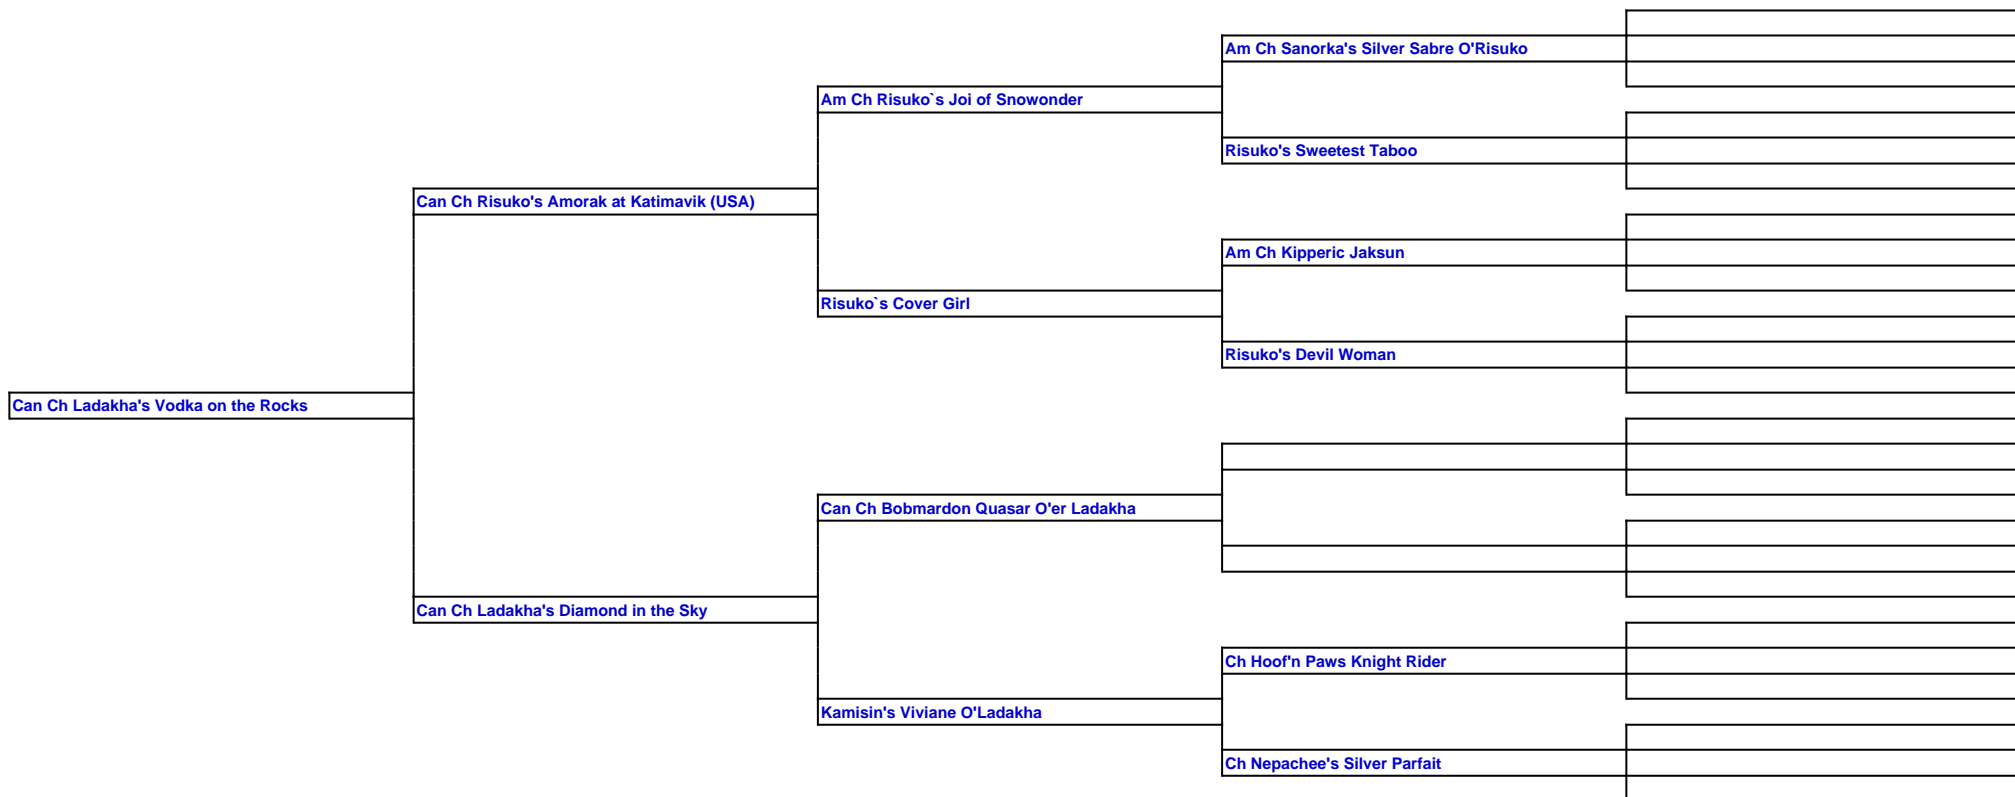 Am Ch Sanorka's Silver Sabre O'Risuko
Am Ch Risuko`s Joi of Snowonder
Risuko's Sweetest Taboo
Can Ch Risuko's Amorak at Katimavik (USA)
Am Ch Kipperic Jaksun
Risuko`s Cover Girl
Risuko's Devil Woman
Can Ch Ladakha's Vodka on the Rocks
Can Ch Bobmardon Quasar O'er Ladakha
Can Ch Ladakha's Diamond in the Sky
Ch Hoof'n Paws Knight Rider
Kamisin's Viviane O'Ladakha
Ch Nepachee's Silver Parfait